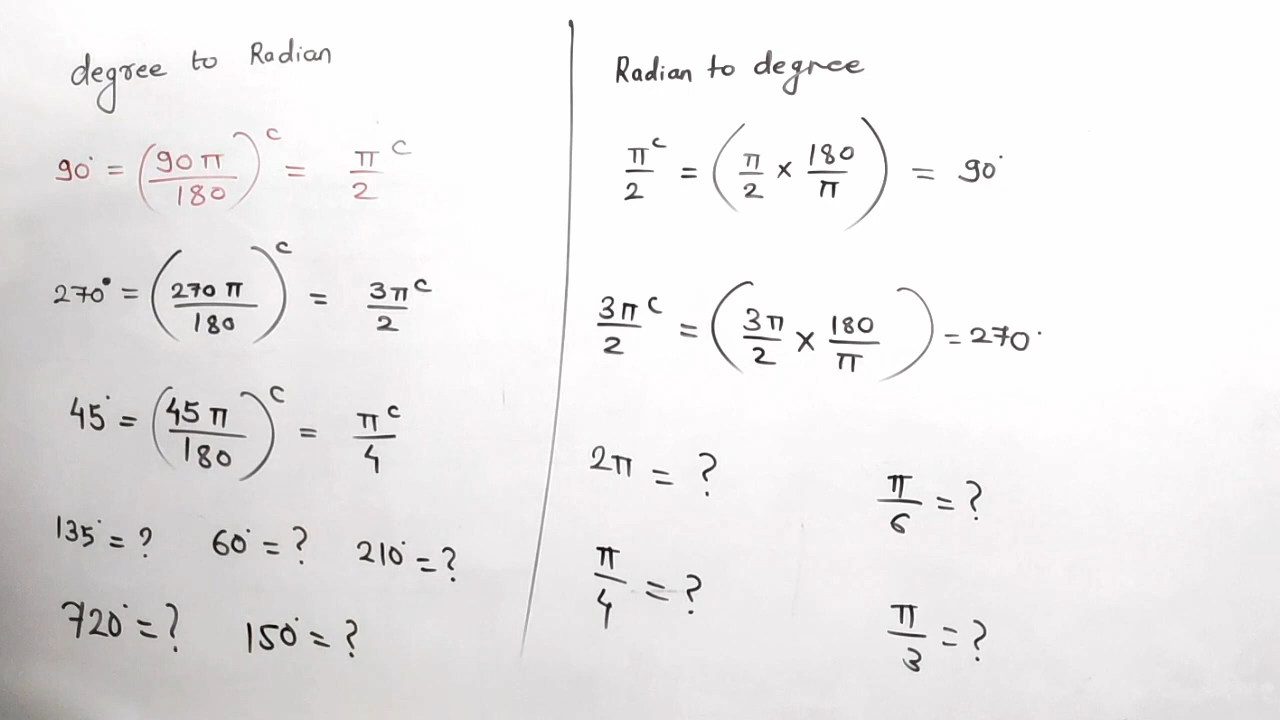 degree to Radian
90° = (90π/180)ᶜ = π/2 ᶜ
270° = (270π/180)ᶜ = 3π/2 ᶜ
45° = (45π/180)ᶜ = π/4 ᶜ
135° = ? 60° = ? 210° = ?
720° = ? 150° = ?
Radian to degree
π/2 ᶜ = (π/2 × 180/π) = 90°
3π/2 ᶜ = (3π/2 × 180/π) = 270°
2π = ? π/6 = ?
π/4 = ? π/3 = ?